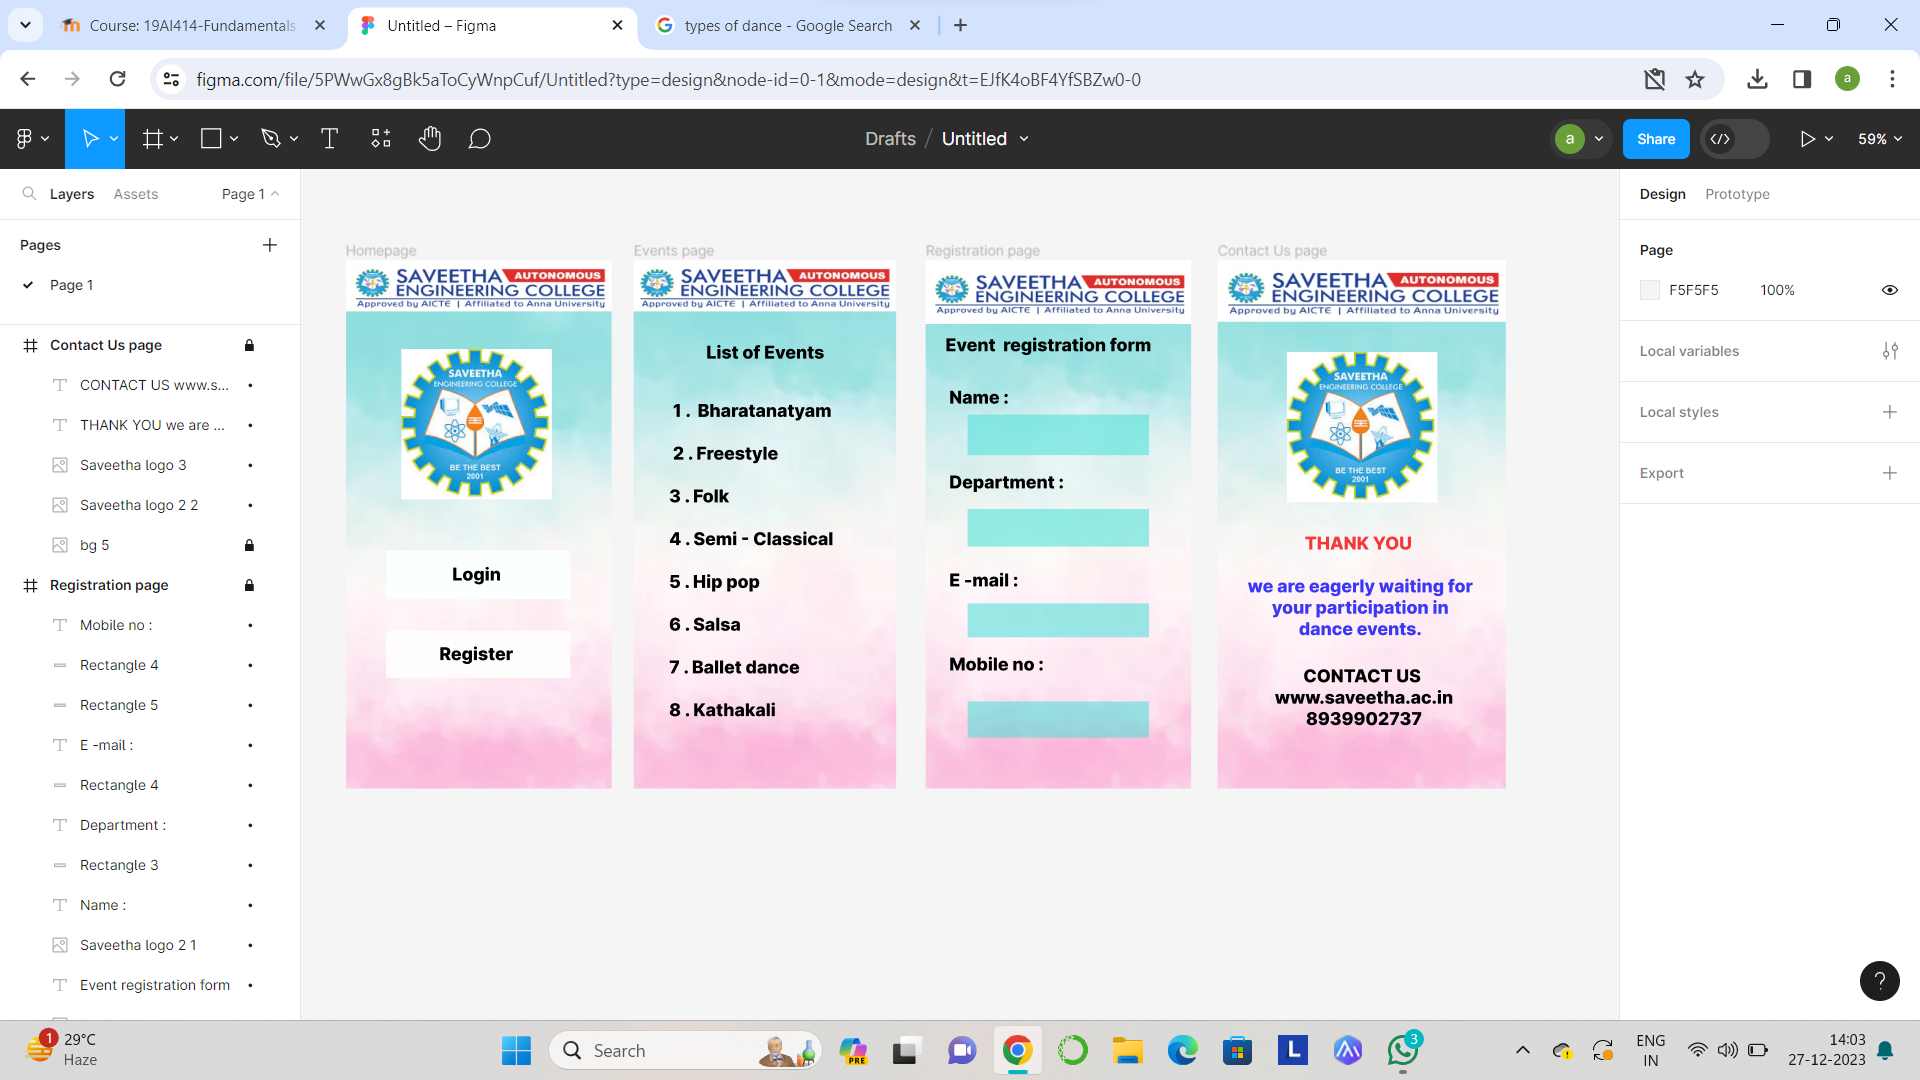 Course: 19AI414-Fundamentals
Untitled – Figma
types of dance - Google Search
figma.com/file/5PWwGx8gBk5aToCyWnpCuf/Untitled?type=design&node-id=0-1&mode=design&t=EJfK4oBF4YfSBZw0-0
a
Drafts / Untitled
a
Share
59%
Layers
Assets
Page 1
Pages
Page 1
Contact Us page
CONTACT US www.s...
THANK YOU we are ...
Saveetha logo 3
Saveetha logo 2 2
bg 5
Registration page
Mobile no :
Rectangle 4
Rectangle 5
E -mail :
Rectangle 4
Department :
Rectangle 3
Name :
Saveetha logo 2 1
Event registration form
Homepage
SAVEETHA AUTONOMOUS
ENGINEERING COLLEGE
Approved by AICTE | Affiliated to Anna University
SAVEETHA
ENGINEERING COLLEGE
BE THE BEST
2001
Login
Register
Events page
SAVEETHA AUTONOMOUS
ENGINEERING COLLEGE
Approved by AICTE | Affiliated to Anna University
List of Events
1 . Bharatanatyam
2 . Freestyle
3 . Folk
4 . Semi - Classical
5 . Hip pop
6 . Salsa
7 . Ballet dance
8 . Kathakali
Registration page
SAVEETHA AUTONOMOUS
ENGINEERING COLLEGE
Approved by AICTE | Affiliated to Anna University
Event registration form
Name :
Department :
E -mail :
Mobile no :
Contact Us page
SAVEETHA AUTONOMOUS
ENGINEERING COLLEGE
Approved by AICTE | Affiliated to Anna University
SAVEETHA
ENGINEERING COLLEGE
BE THE BEST
2001
THANK YOU
we are eagerly waiting for
your participation in
dance events.
CONTACT US
www.saveetha.ac.in
8939902737
Design
Prototype
Page
F5F5F5
100%
Local variables
Local styles
Export
?
1
29°C
Haze
Search
PRE
L
3
ENG
IN
14:03
27-12-2023